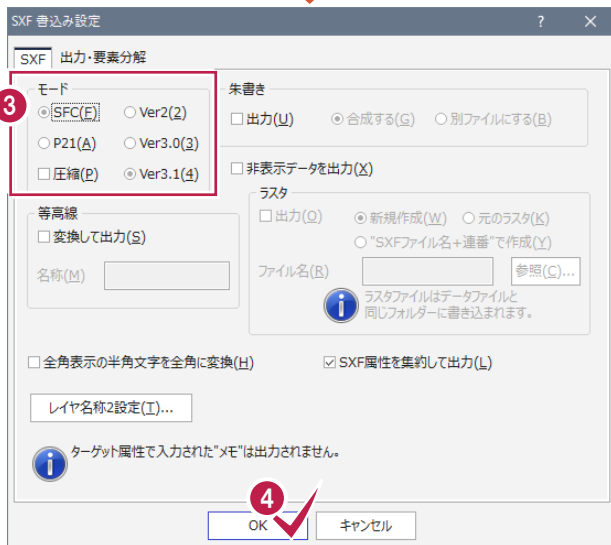 SXF 書込み設定 ? ×
SXF 出力・要素分解
3
モード
SFC(F) Ver2(2)
P21(A) Ver3.0(3)
圧縮(P) Ver3.1(4)
朱書き
出力(U) 合成する(G) 別ファイルにする(B)
非表示データを出力(X)
等高線
変換して出力(S)
名称(M)
ラスタ
出力(O) 新規作成(W) 元のラスタ(K)
"SXFファイル名+連番"で作成(Y)
ファイル名(R) 参照(C)...
ラスタファイルはデータファイルと
同じフォルダーに書き込まれます。
全角表示の半角文字を全角に変換(H) SXF属性を集約して出力(L)
レイヤ名称2設定(T)...
ターゲット属性で入力された"メモ"は出力されません。
4
OK キャンセル